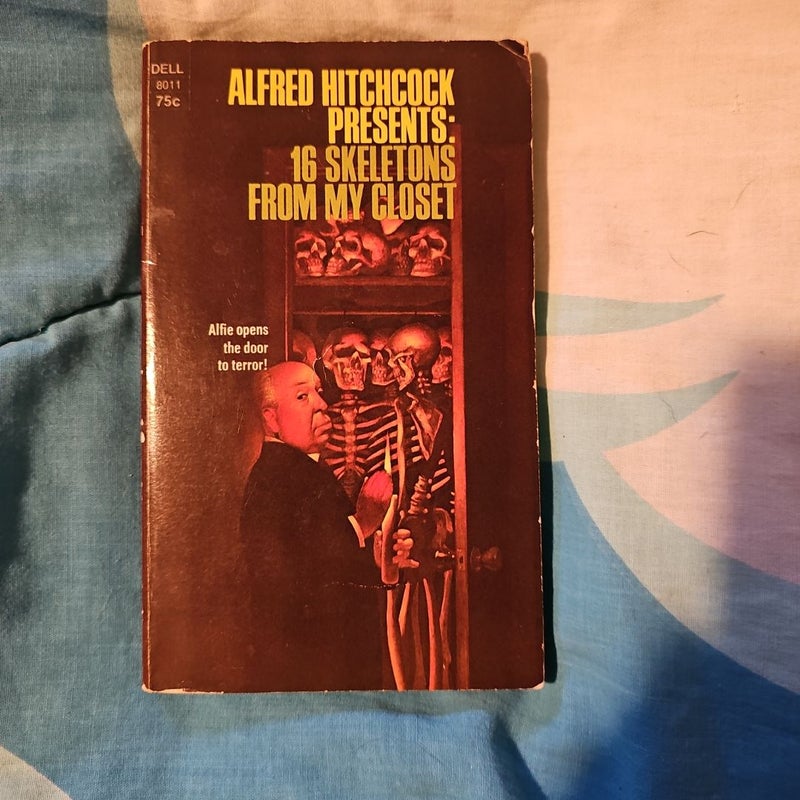 DELL
8011
75c
ALFRED HITCHCOCK
PRESENTS:
16 SKELETONS
FROM MY CLOSET
Alfie opens
the door
to terror!